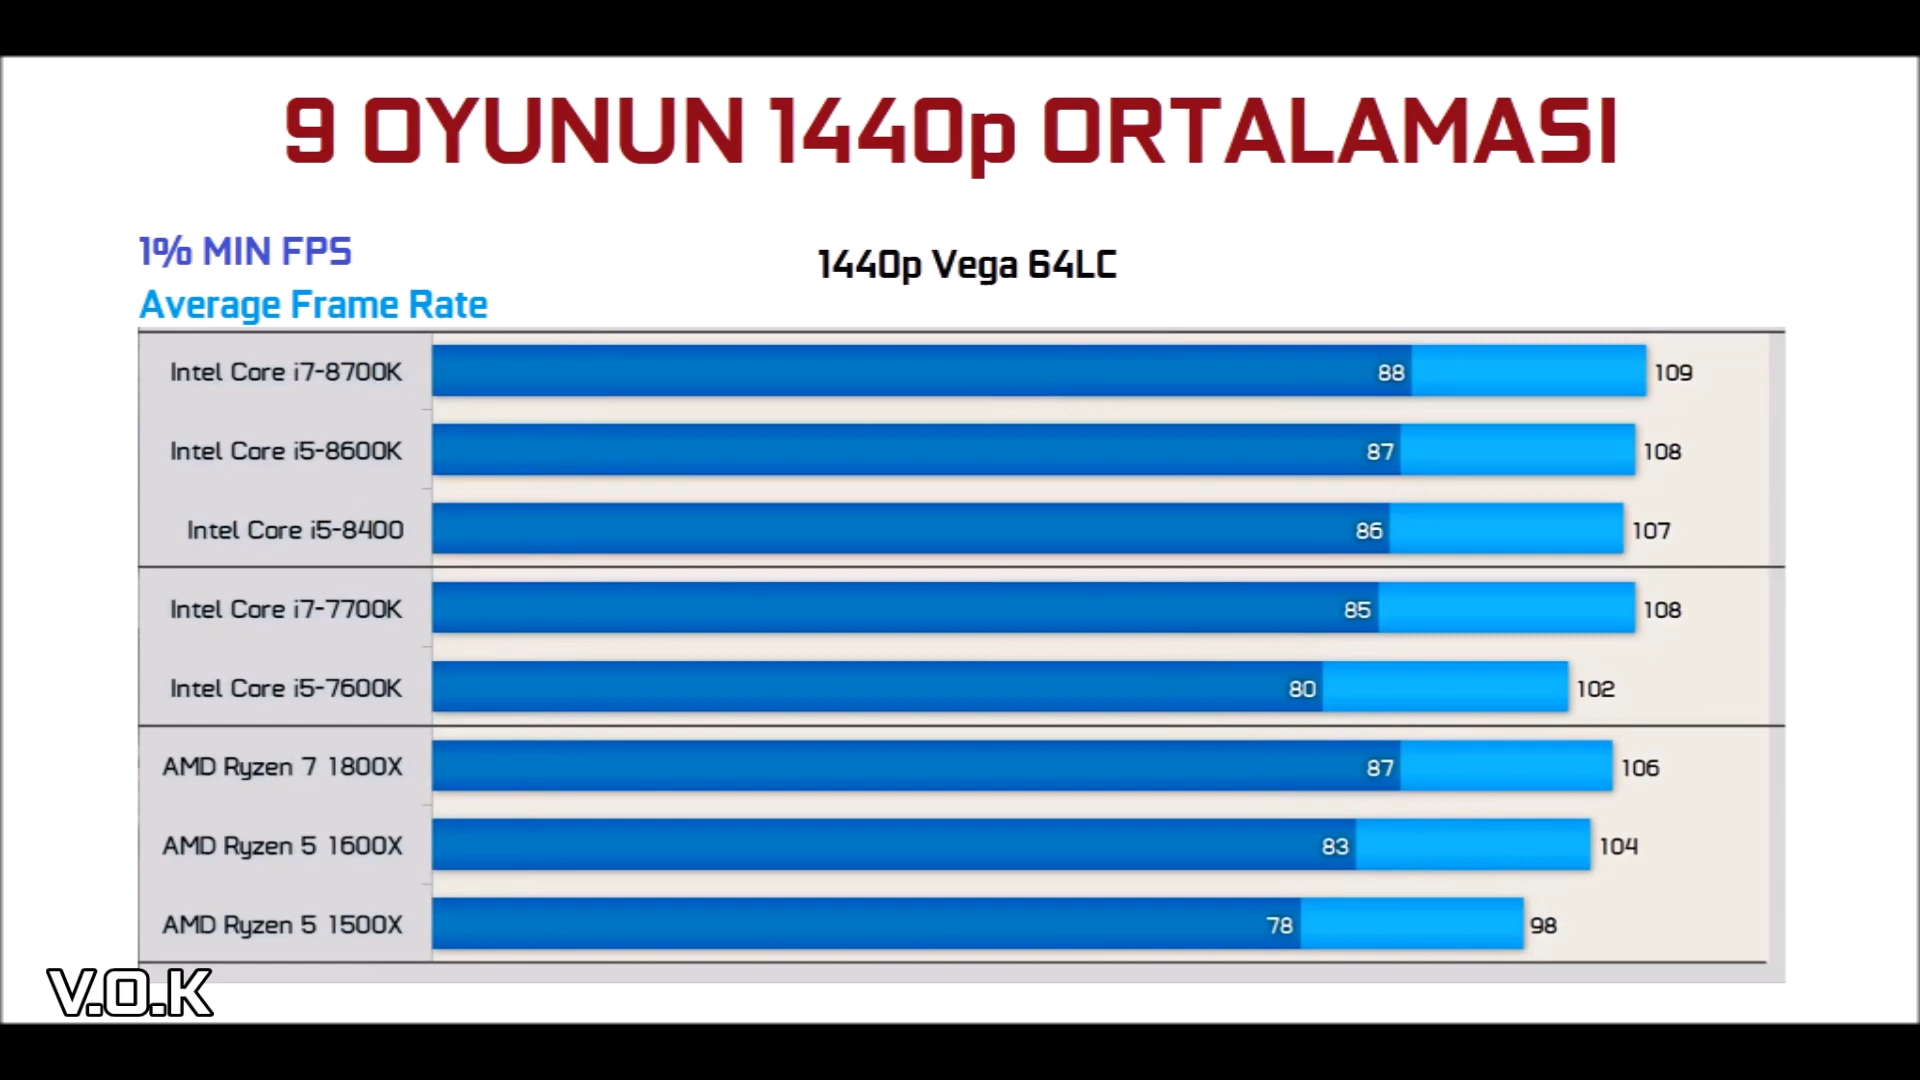 9 OYUNUN 1440p ORTALAMASI
1% MIN FPS
1440p Vega 64LC
Average Frame Rate
Intel Core i7-8700K 88 109
Intel Core i5-8600K 87 108
Intel Core i5-8400 86 107
Intel Core i7-7700K 85 108
Intel Core i5-7600K 80 102
AMD Ryzen 7 1800X 87 106
AMD Ryzen 5 1600X 83 104
AMD Ryzen 5 1500X 78 98
V.O.K